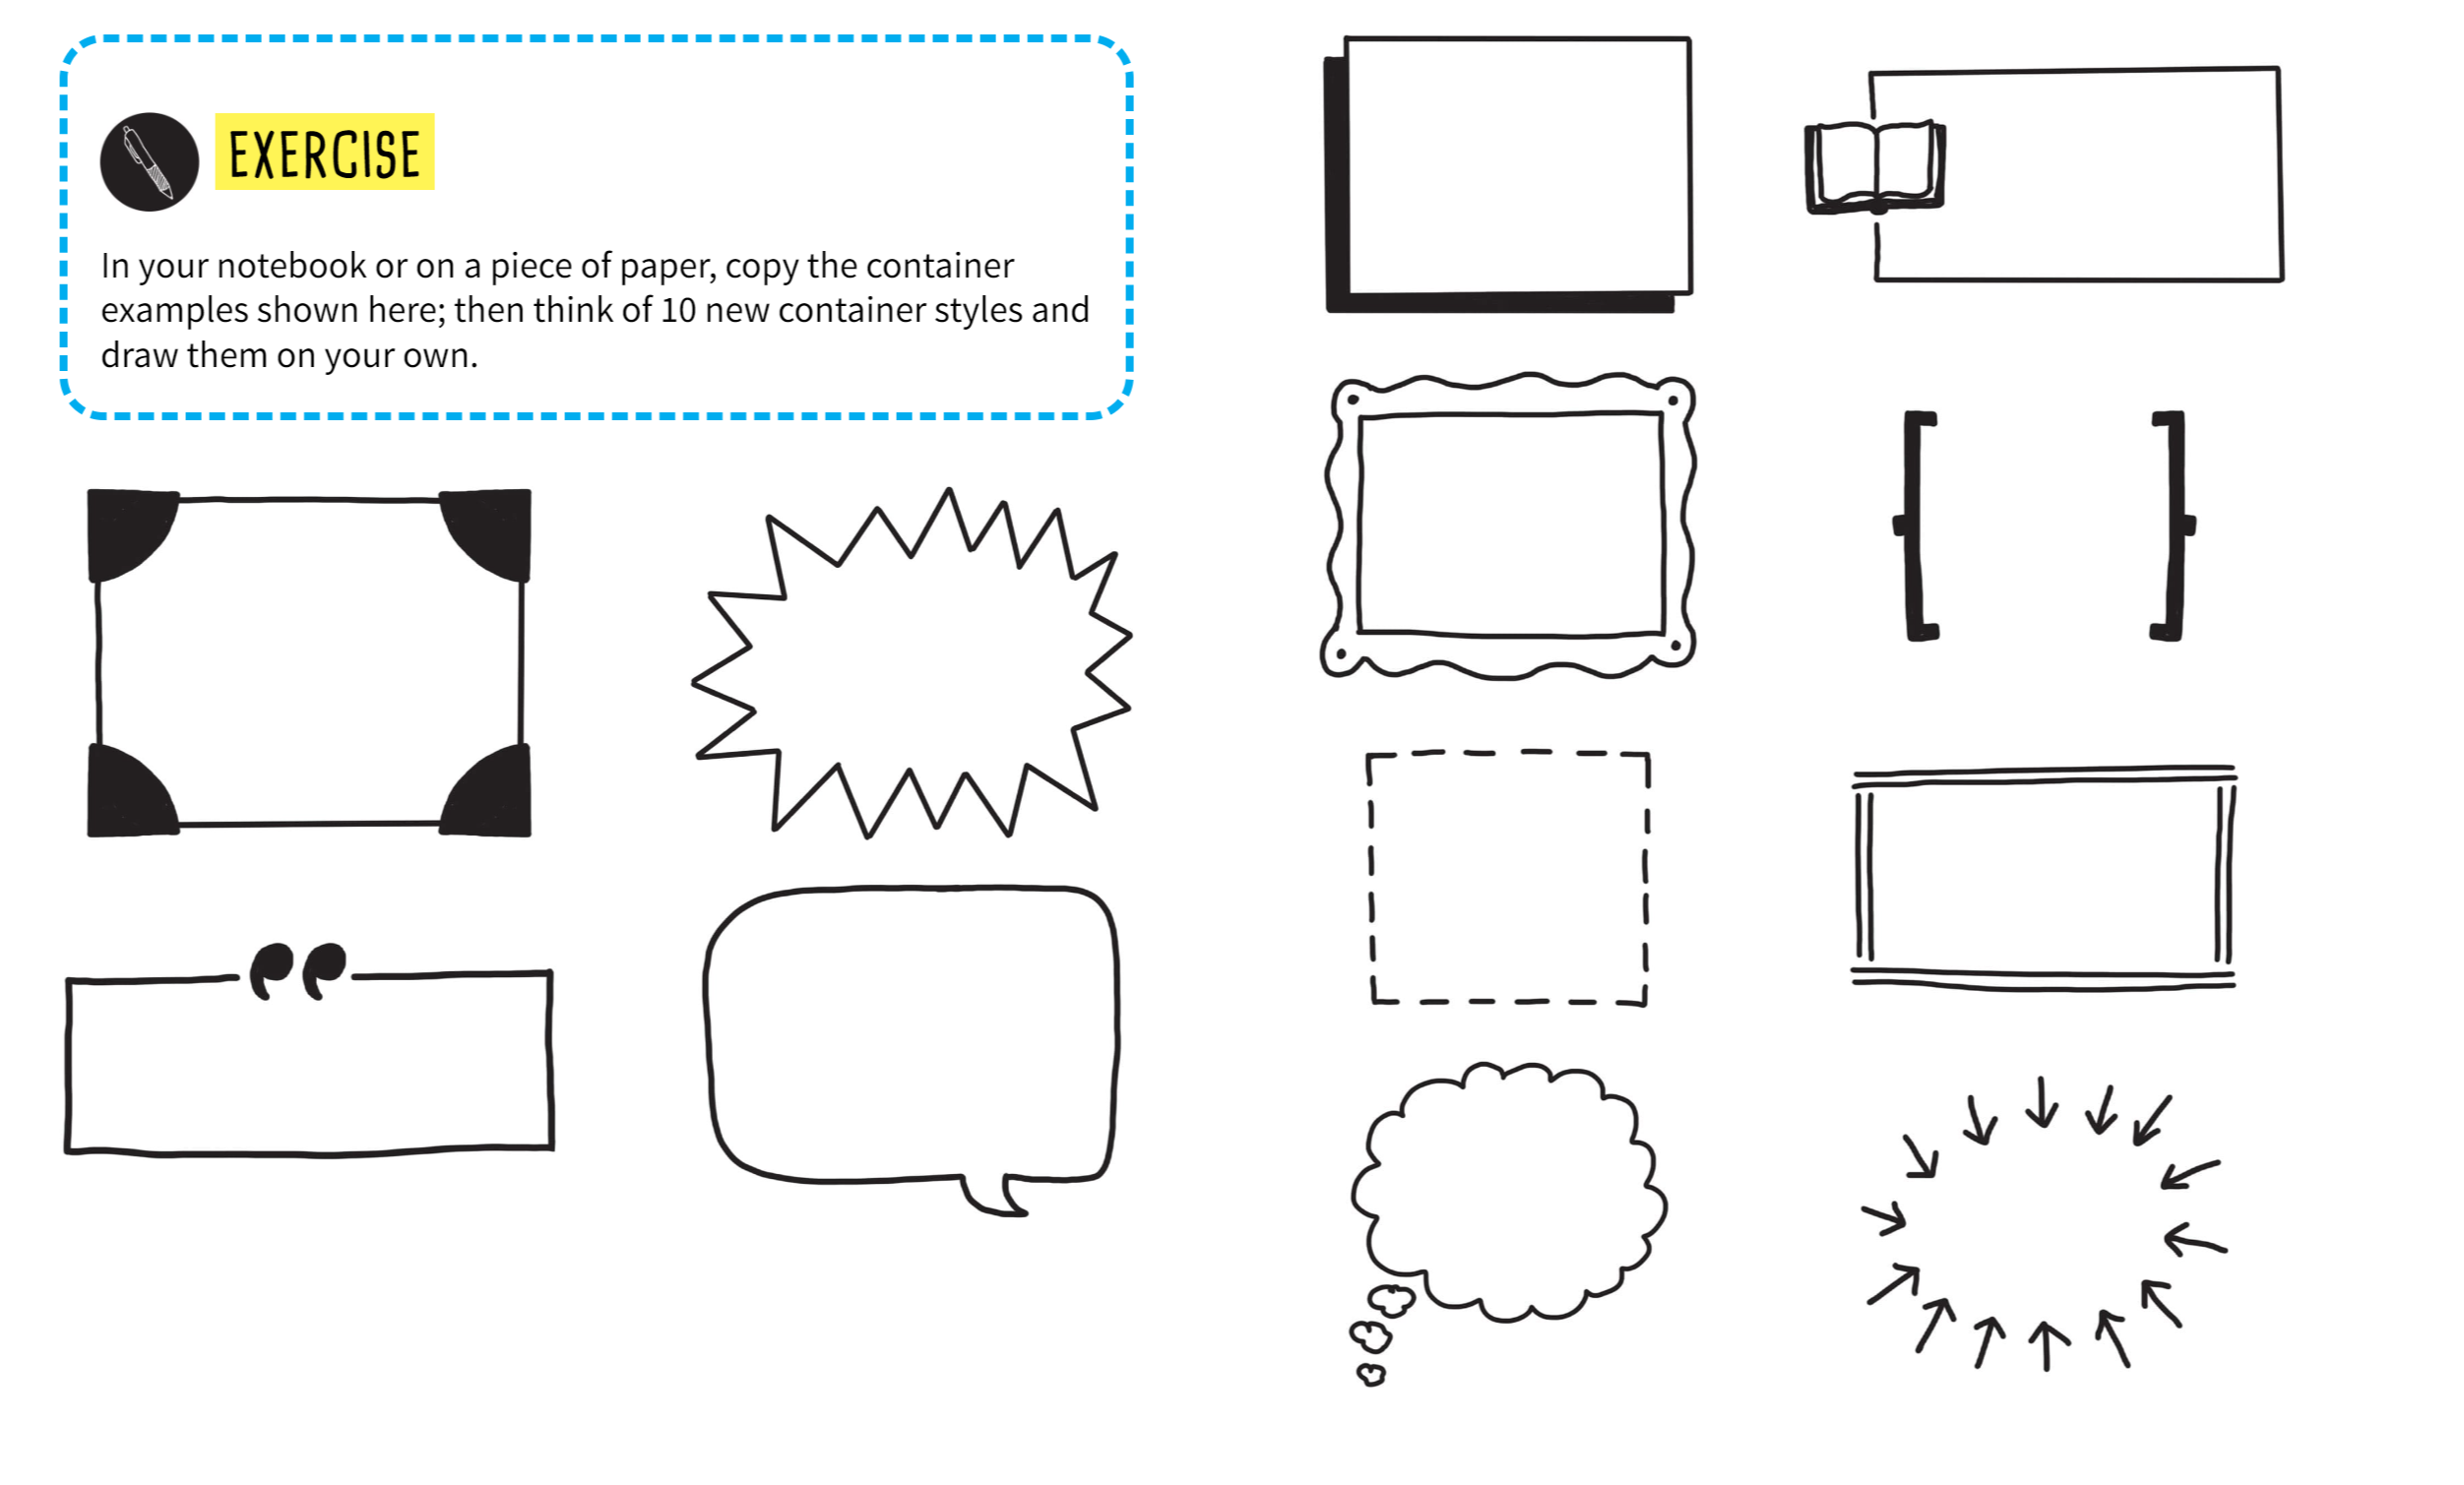 EXERCISE
In your notebook or on a piece of paper, copy the container
examples shown here; then think of 10 new container styles and
draw them on your own.